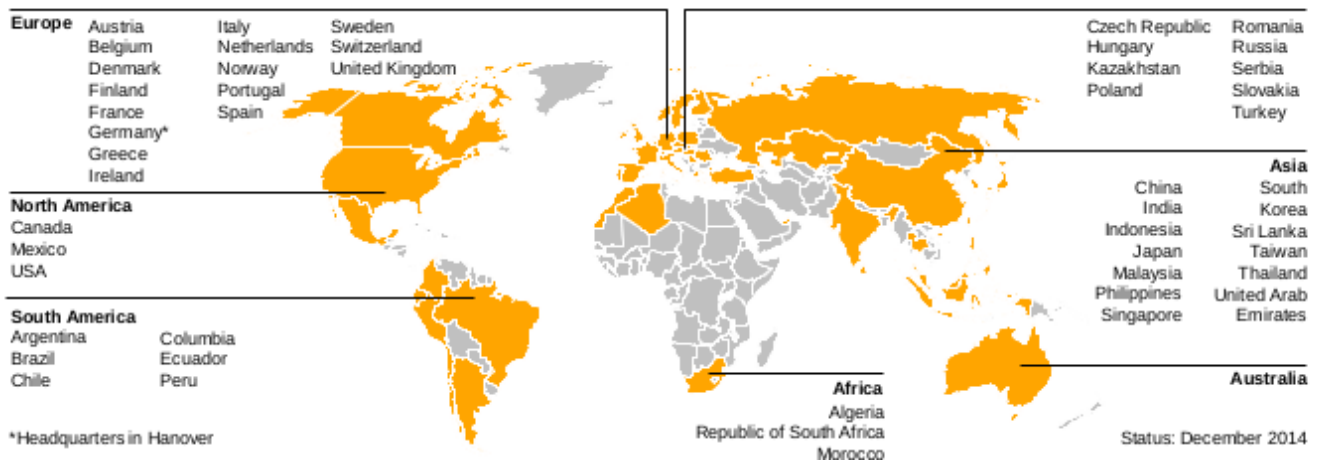 Europe
Austria
Belgium
Denmark
Finland
France
Germany*
Greece
Ireland
Italy
Netherlands
Norway
Portugal
Spain
Sweden
Switzerland
United Kingdom
Czech Republic
Hungary
Kazakhstan
Poland
Romania
Russia
Serbia
Slovakia
Turkey
North America
Canada
Mexico
USA
South America
Argentina
Brazil
Chile
Columbia
Ecuador
Peru
Asia
China
India
Indonesia
Japan
Malaysia
Philippines
Singapore
South
Korea
Sri Lanka
Taiwan
Thailand
United Arab
Emirates
Africa
Algeria
Republic of South Africa
Morocco
Australia
*Headquarters in Hanover
Status: December 2014